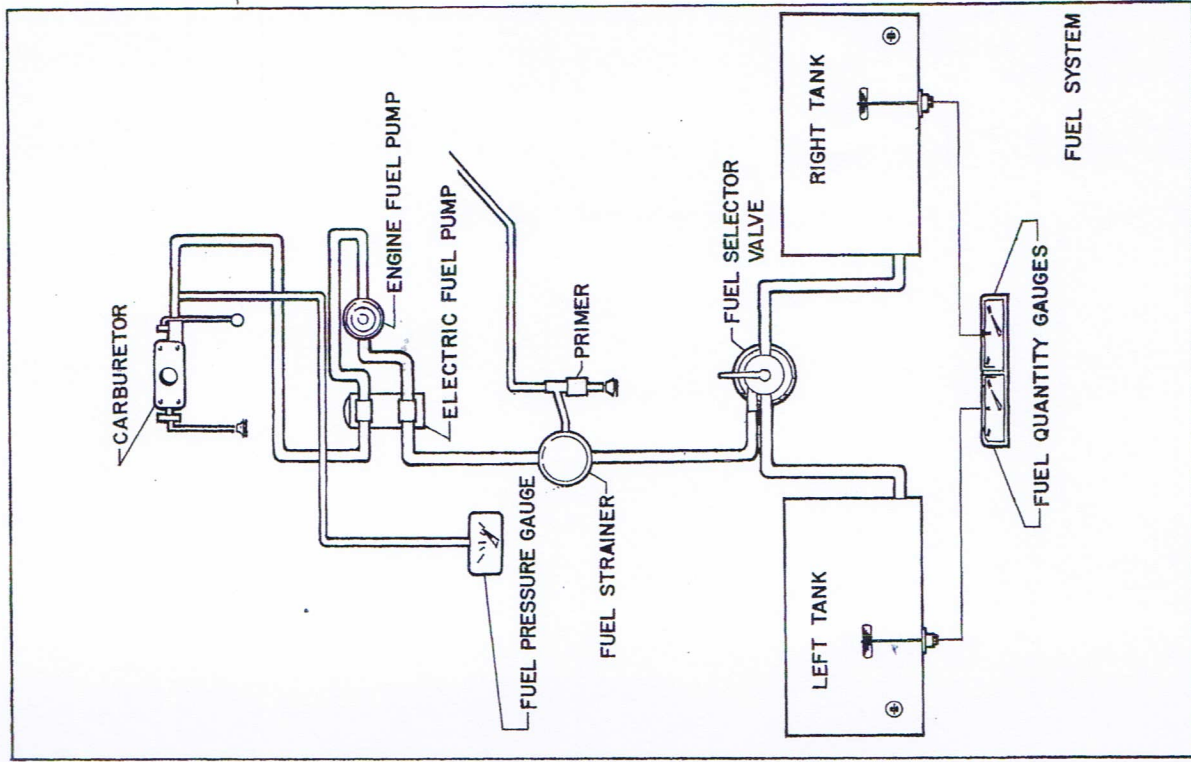 CARBURETOR
ENGINE FUEL PUMP
ELECTRIC FUEL PUMP
FUEL PRESSURE GAUGE
PRIMER
FUEL STRAINER
FUEL SELECTOR
VALVE
LEFT TANK
RIGHT TANK
FUEL QUANTITY GAUGES
FUEL SYSTEM